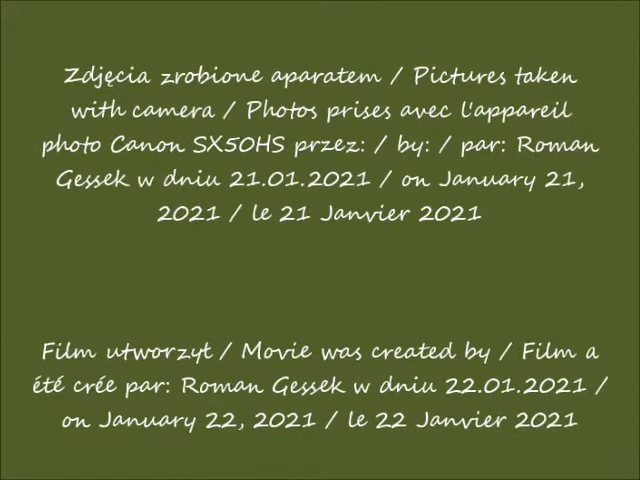 Zdjęcia zrobione aparatem / Pictures taken
with camera / Photos prises avec l'appareil
photo Canon SX50HS przez: / by: / par: Roman
Gessek w dniu 21.01.2021 / on January 21,
2021 / le 21 Janvier 2021
Film utworzył / Movie was created by / Film a
été crée par: Roman Gessek w dniu 22.01.2021 /
on January 22, 2021 / le 22 Janvier 2021